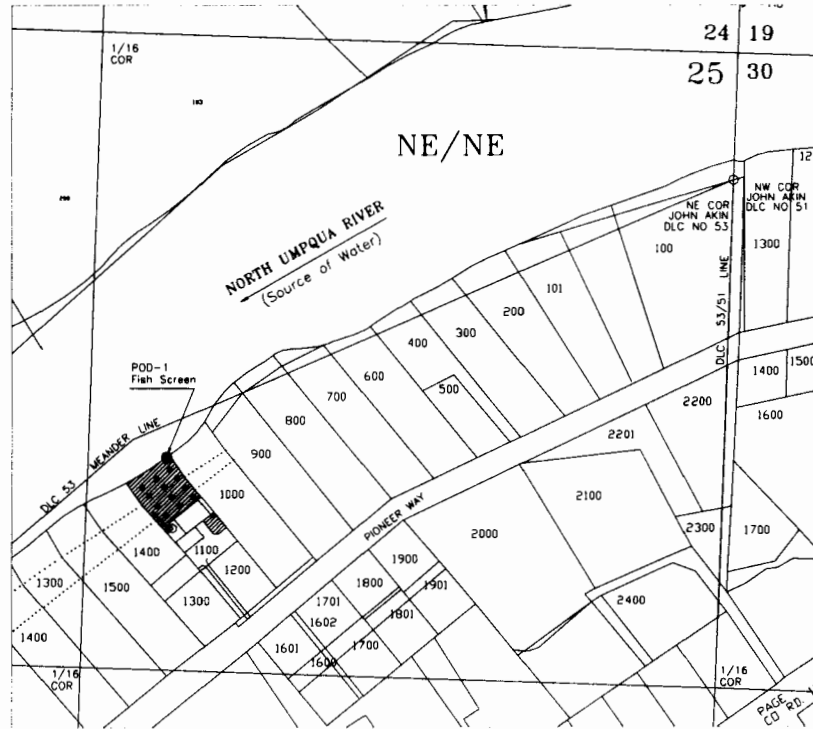 24 19
25 30
1/16
COR
183
NE/NE
NW COR
JOHN AKIN
DLC NO 51
NE COR
JOHN AKIN
DLC NO 53
12
1300
100
NORTH UMPQUA RIVER
(Source of Water)
DLC 53/51 LINE
101
200
300
400
500
600
700
800
900
1000
POD-1
Fish Screen
DLC 53 MEANDER LINE
PIONEER WAY
1400
1500
1600
2200
2201
2100
2000
2300
1700
2400
1400
1100
1200
1300
1500
1300
1400
1900
1800
1901
1801
1701
1602
1700
1601
1600
1/16
COR
1/16
COR
PAGE
CO RD.